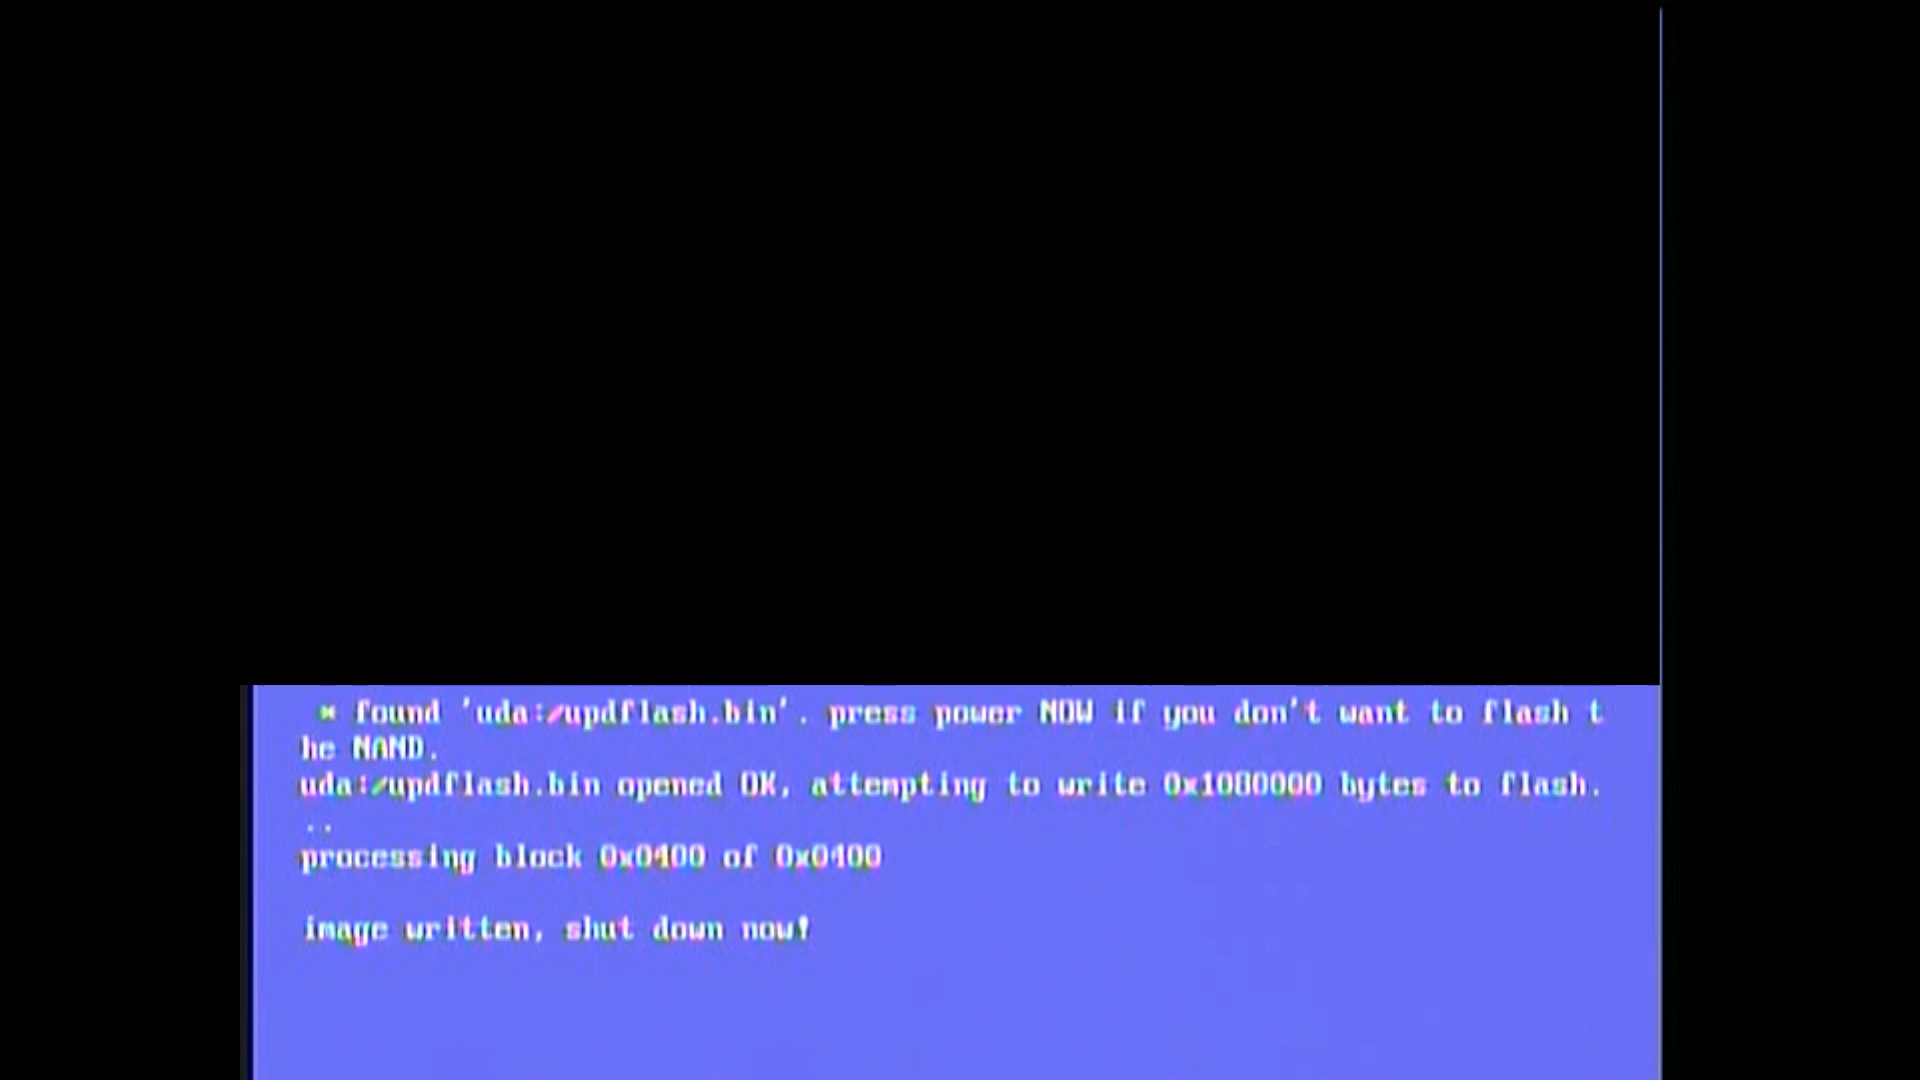 * found 'uda:/updflash.bin'. press power NOW if you don't want to flash t
he NAND.
uda:/updflash.bin opened OK, attempting to write 0x1080000 bytes to flash.
..
processing block 0x0400 of 0x0400
image written, shut down now!